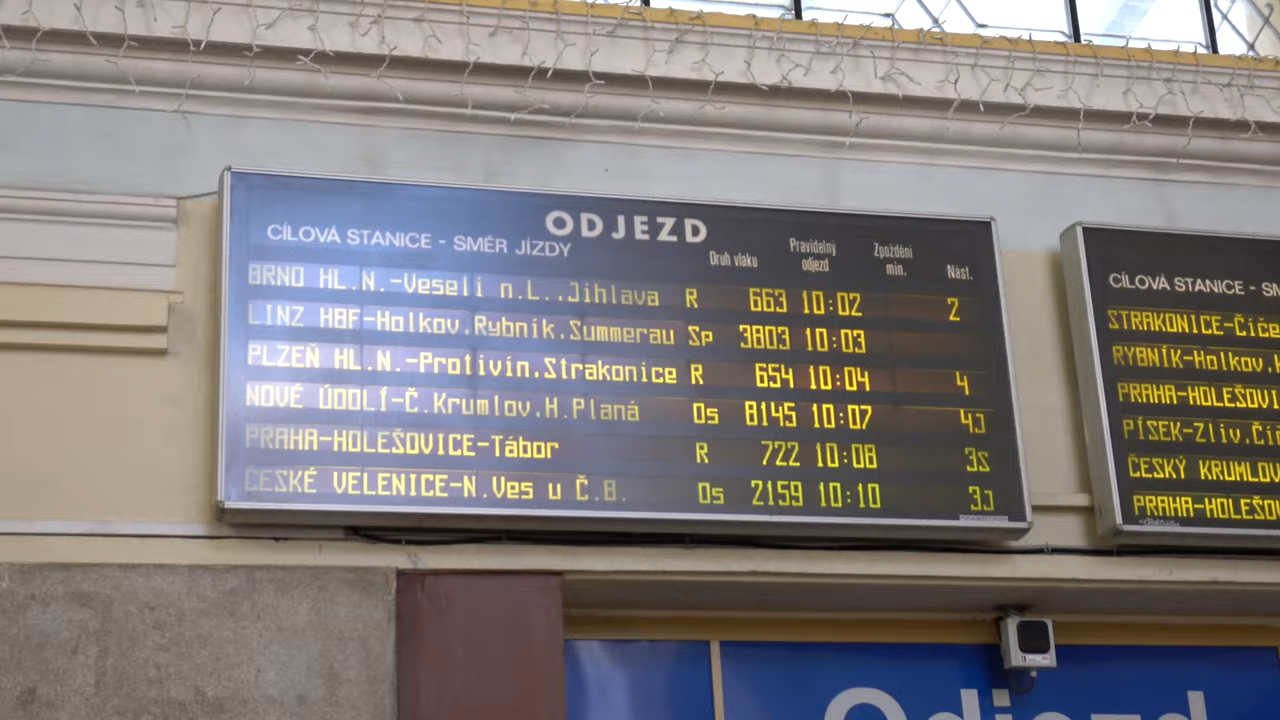 ODJEZD
CÍLOVÁ STANICE - SMĚR JÍZDY
Druh vlaku
Pravidelný odjezd
Zpoždění min.
Nást.
BRNO HL.N.-Veselí n.L.,Jihlava R 663 10:02 2
LINZ HBF-Holkov,Rybník,Summerau Sp 3803 10:03
PLZEŇ HL.N.-Protivín,Strakonice R 654 10:04 4
NOVÉ ÚDOLÍ-Č.Krumlov,H.Planá Os 8145 10:07 4J
PRAHA-HOLEŠOVICE-Tábor R 722 10:08 3S
ČESKÉ VELENICE-N.Ves u Č.B. Os 2159 10:10 3J
CÍLOVÁ STANICE -
STRAKONICE-Číče
RYBNÍK-Holkov,
PRAHA-HOLEŠOVI
PÍSEK-Zliv,Čí
ČESKÝ KRUMLOV
PRAHA-HOLEŠOV
Odjezd